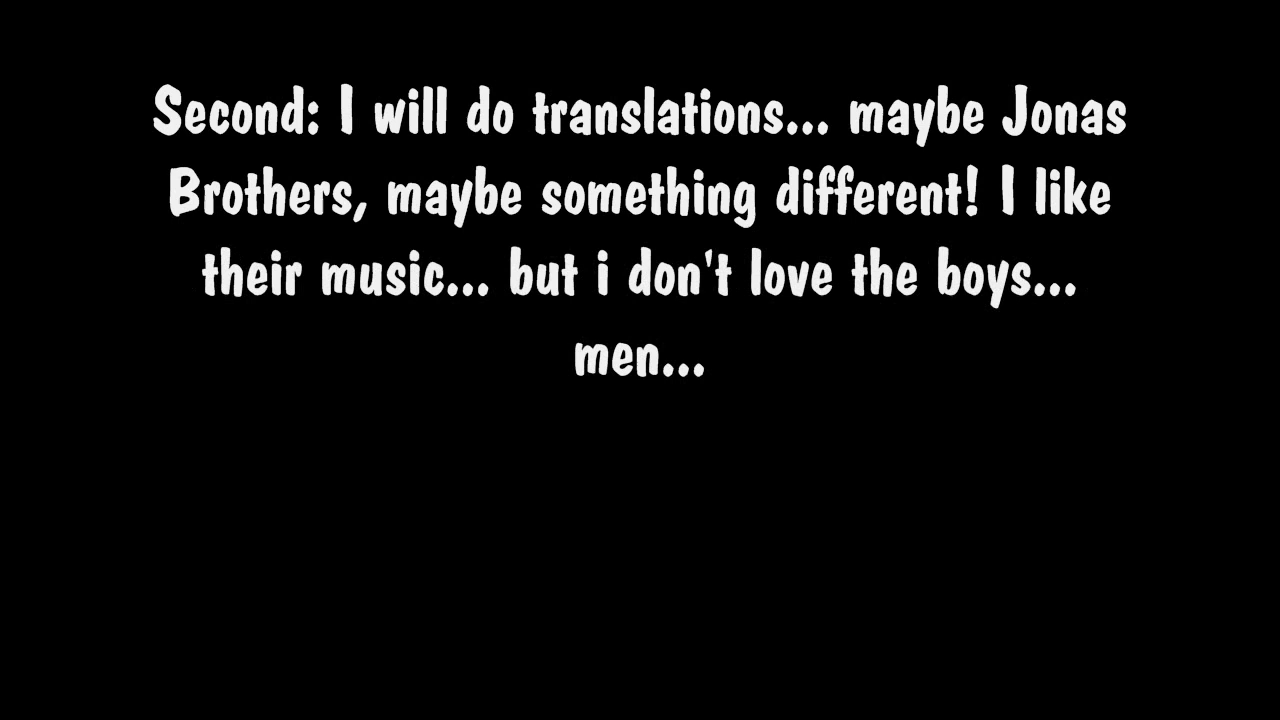 Second: I will do translations... maybe Jonas
Brothers, maybe something different! I like
their music... but i don't love the boys...
men...